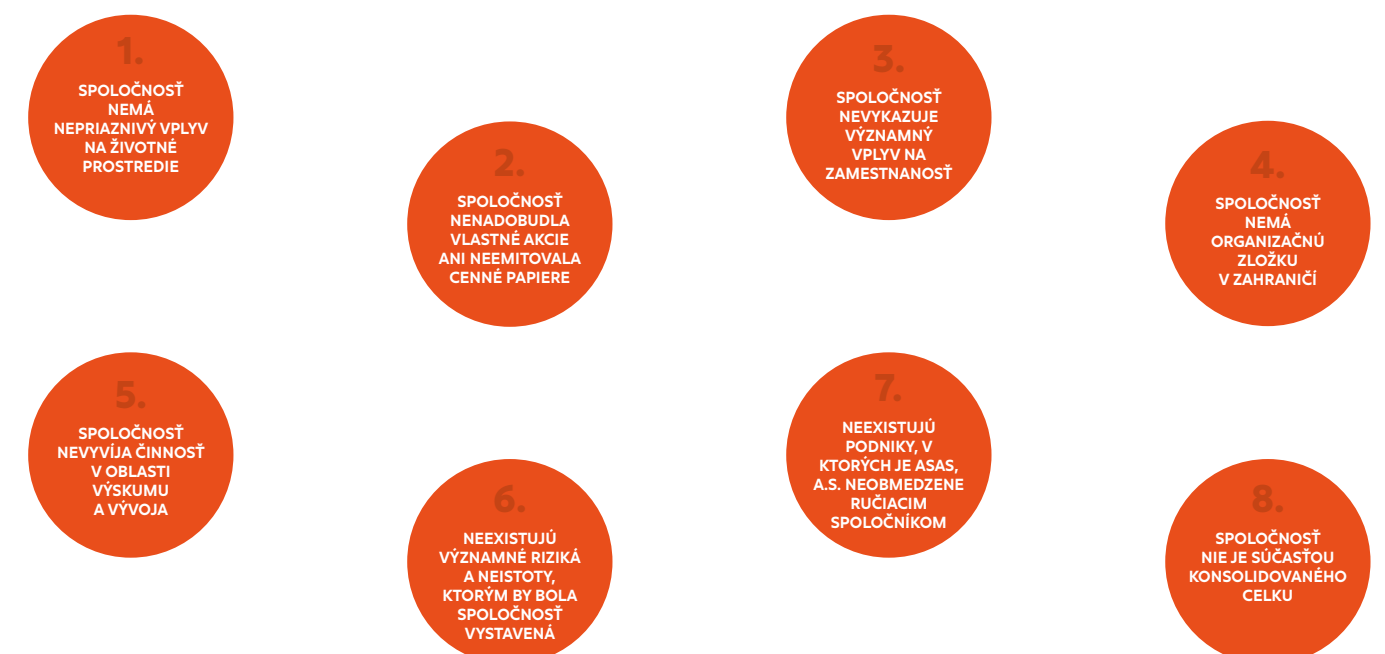 1.
SPOLOČNOSŤ
NEMÁ
NEPRIAZNIVÝ VPLYV
NA ŽIVOTNÉ
PROSTREDIE
2.
SPOLOČNOSŤ
NENADOBUDLA
VLASTNÉ AKCIE
ANI NEEMITOVALA
CENNÉ PAPIERE
3.
SPOLOČNOSŤ
NEVYKAZUJE
VÝZNAMNÝ
VPLYV NA
ZAMESTNANOSŤ
4.
SPOLOČNOSŤ
NEMÁ
ORGANIZAČNÚ
ZLOŽKU
V ZAHRANIČÍ
5.
SPOLOČNOSŤ
NEVYVÍJA ČINNOSŤ
V OBLASTI
VÝSKUMU
A VÝVOJA
6.
NEEXISTUJÚ
VÝZNAMNÉ RIZIKÁ
A NEISTOTY,
KTORÝM BY BOLA
SPOLOČNOSŤ
VYSTAVENÁ
7.
NEEXISTUJÚ
PODNIKY, V
KTORÝCH JE ASAS,
A.S. NEOBMEDZENE
RUČIACIM
SPOLOČNÍKOM
8.
SPOLOČNOSŤ
NIE JE SÚČASŤOU
KONSOLIDOVANÉHO
CELKU